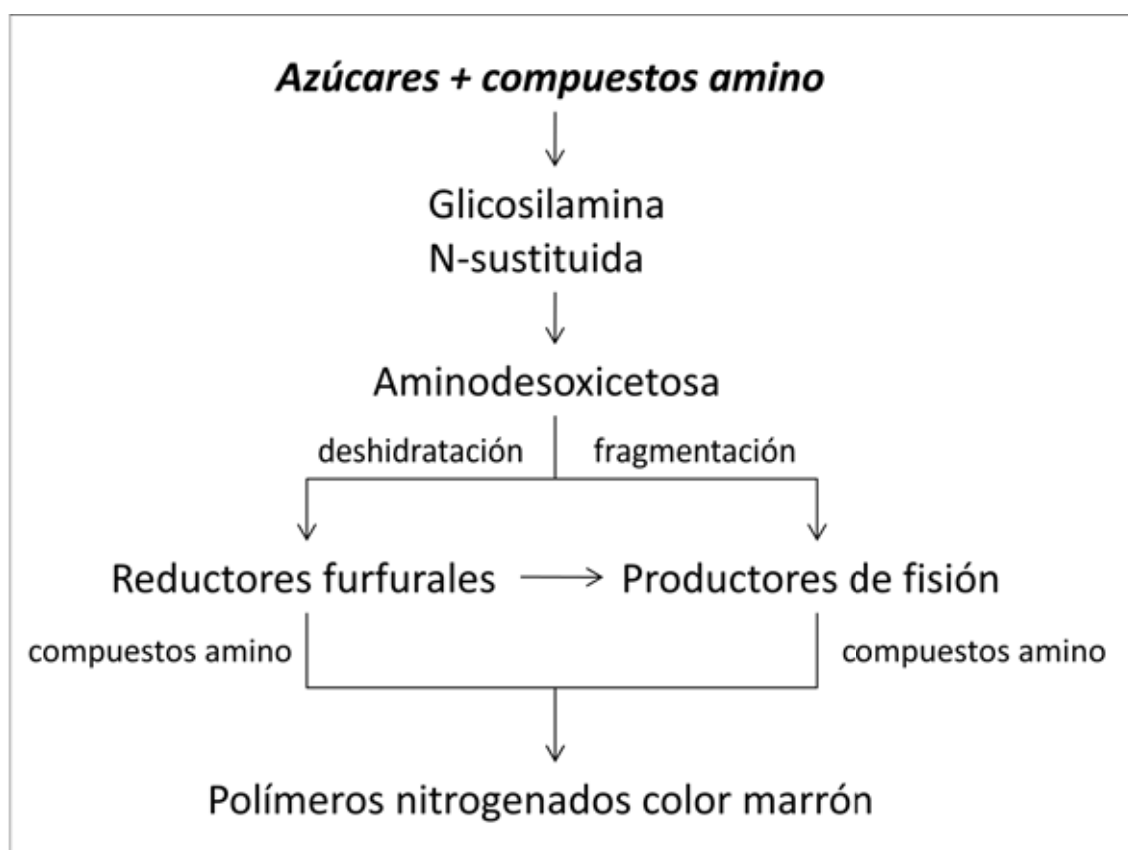 Azúcares + compuestos amino
Glicosilamina
N-sustituida
Aminodesoxicetosa
deshidratación
fragmentación
Reductores furfurales
Productores de fisión
compuestos amino
compuestos amino
Polímeros nitrogenados color marrón